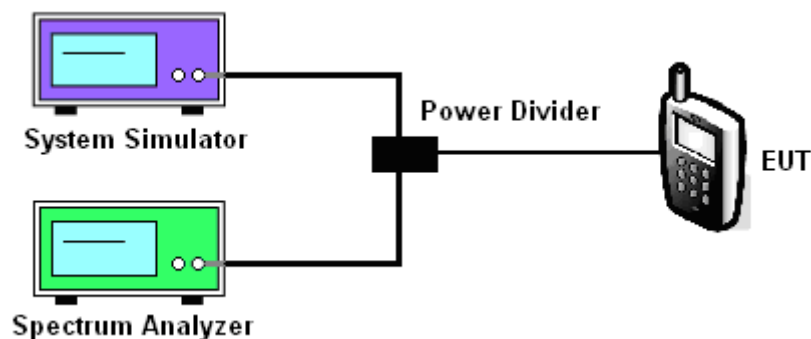 System Simulator
Power Divider
EUT
Spectrum Analyzer